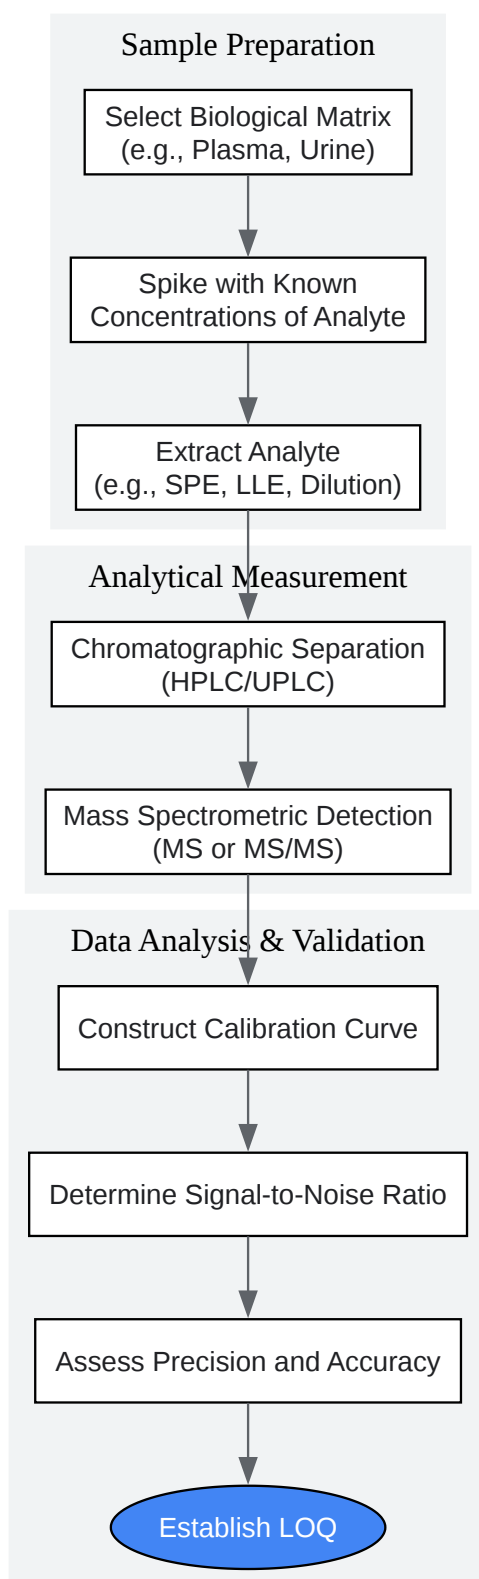 Sample Preparation
Select Biological Matrix
(e.g., Plasma, Urine)
Spike with Known
Concentrations of Analyte
Extract Analyte
(e.g., SPE, LLE, Dilution)
Analytical Measurement
Chromatographic Separation
(HPLC/UPLC)
Mass Spectrometric Detection
(MS or MS/MS)
Data Analysis & Validation
Construct Calibration Curve
Determine Signal-to-Noise Ratio
Assess Precision and Accuracy
Establish LOQ